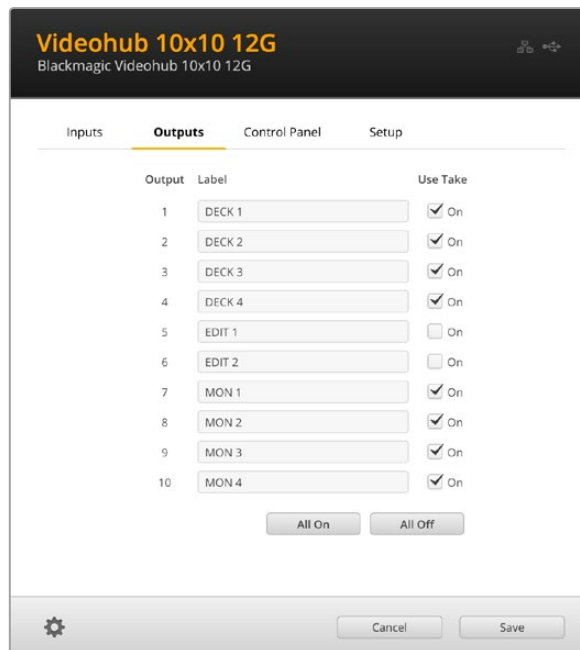 Videohub 10x10 12G
Blackmagic Videohub 10x10 12G
Inputs Outputs Control Panel Setup
Output Label Use Take
1 DECK 1 On
2 DECK 2 On
3 DECK 3 On
4 DECK 4 On
5 EDIT 1 On
6 EDIT 2 On
7 MON 1 On
8 MON 2 On
9 MON 3 On
10 MON 4 On
All On All Off
Cancel Save